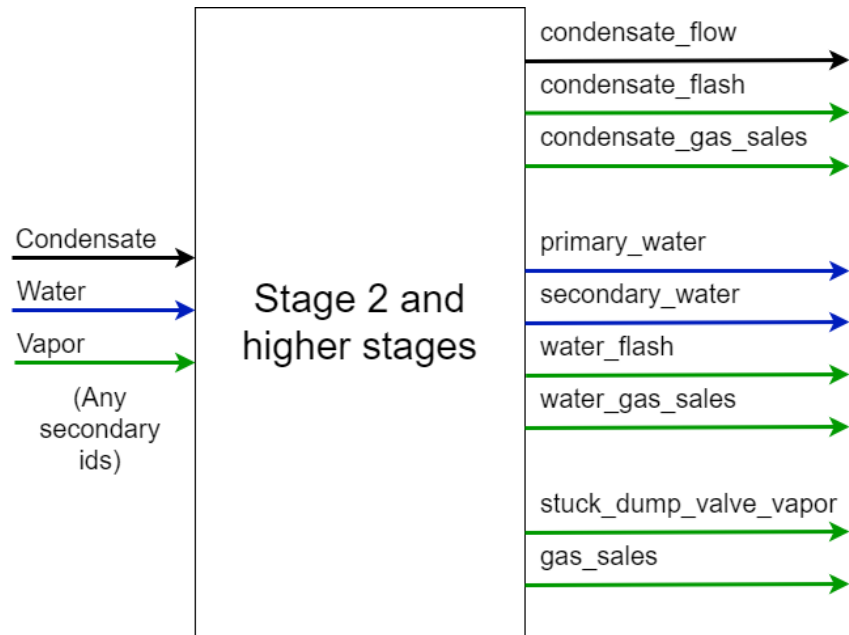 Condensate
Water
Vapor
(Any
secondary
ids)
Stage 2 and
higher stages
condensate_flow
condensate_flash
condensate_gas_sales
primary_water
secondary_water
water_flash
water_gas_sales
stuck_dump_valve_vapor
gas_sales